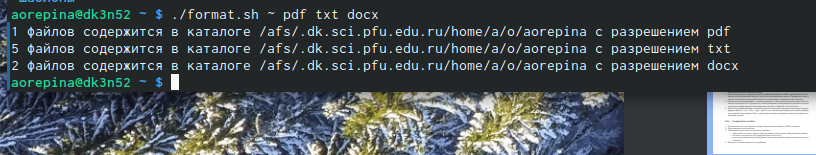 aorepina@dk3n52 ~ $ ./format.sh ~ pdf txt docx
1 файлов содержится в каталоге /afs/.dk.sci.pfu.edu.ru/home/a/o/aorepina с разрешением pdf
5 файлов содержится в каталоге /afs/.dk.sci.pfu.edu.ru/home/a/o/aorepina с разрешением txt
2 файлов содержится в каталоге /afs/.dk.sci.pfu.edu.ru/home/a/o/aorepina с разрешением docx
aorepina@dk3n52 ~ $